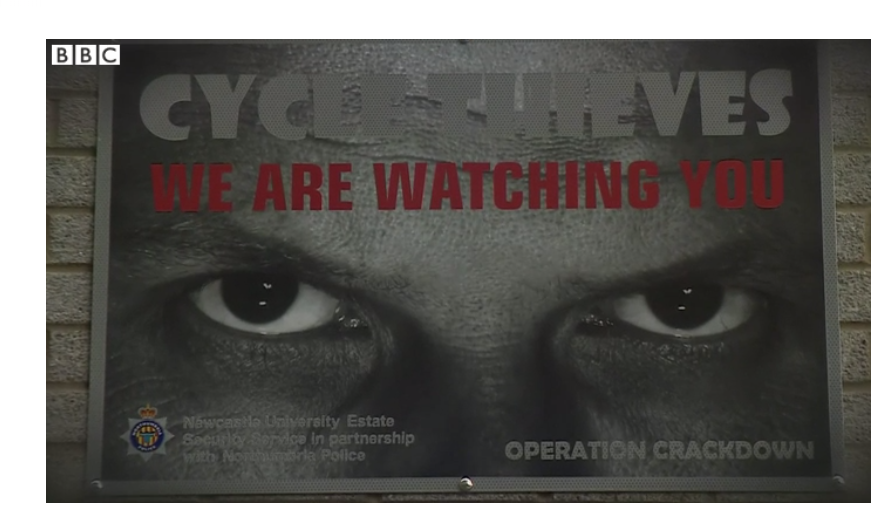 BBC
CYCLE THIEVES
WE ARE WATCHING YOU
Newcastle University Estate
Security Service in partnership
with Northumbria Police
OPERATION CRACKDOWN